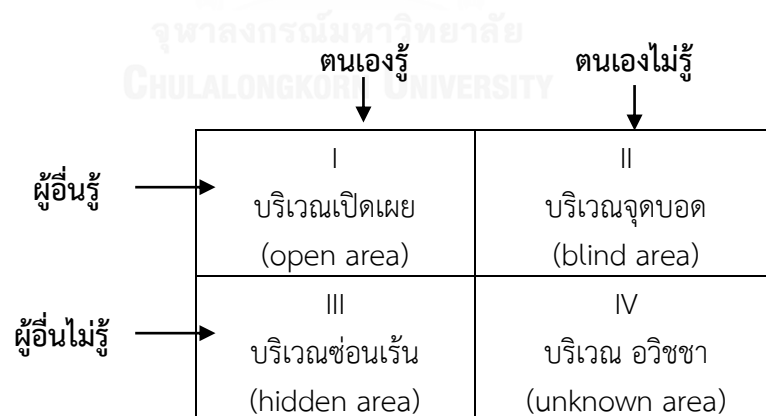 จุฬาลงกรณ์มหาวิทยาลัย
CHULALONGKORN UNIVERSITY
ตนเองรู้ ตนเองไม่รู้
ผู้อื่นรู้
I
บริเวณเปิดเผย
(open area)
II
บริเวณจุดบอด
(blind area)
ผู้อื่นไม่รู้
III
บริเวณซ่อนเร้น
(hidden area)
IV
บริเวณ อวิชชา
(unknown area)